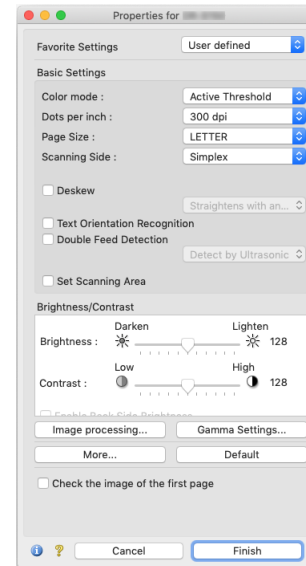 Properties for
Favorite Settings User defined
Basic Settings
Color mode : Active Threshold
Dots per inch : 300 dpi
Page Size : LETTER
Scanning Side : Simplex
Deskew
Straightens with an...
Text Orientation Recognition
Double Feed Detection
Detect by Ultrasonic
Set Scanning Area
Brightness/Contrast
Darken Lighten
Brightness : 128
Low High
Contrast : 128
Enable Back Side Brightness
Image processing... Gamma Settings...
More... Default
Check the image of the first page
Cancel Finish